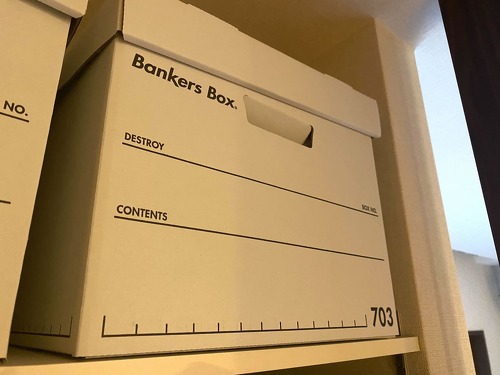 NO.
Bankers Box®
DESTROY
BOX NO.
CONTENTS
703